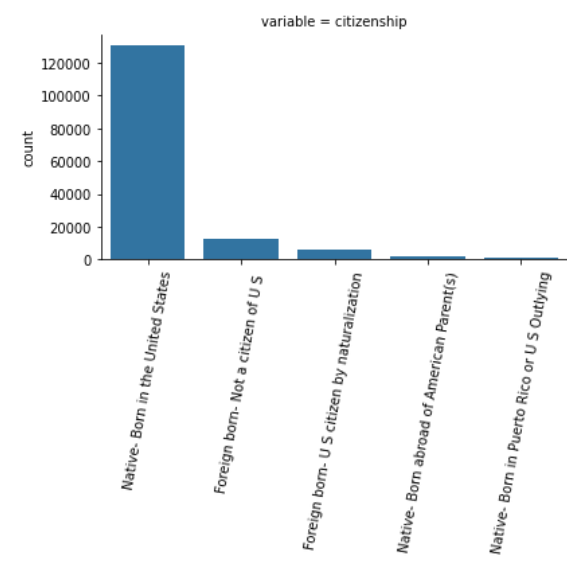 variable = citizenship
120000
100000
80000
60000
40000
20000
0
count
Native- Born in the United States
Foreign born- Not a citizen of U S
Foreign born- U S citizen by naturalization
Native- Born abroad of American Parent(s)
Native- Born in Puerto Rico or U S Outlying